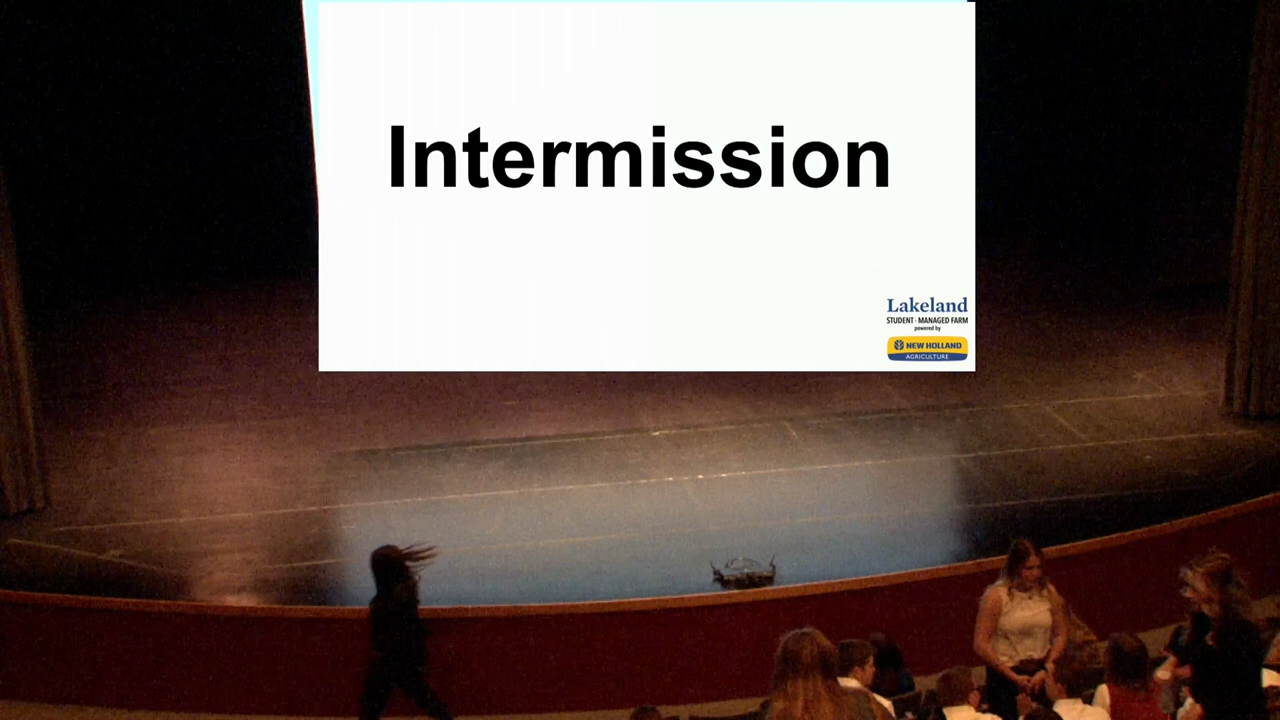 Intermission
Lakeland
STUDENT - MANAGED FARM
powered by
NEW HOLLAND
AGRICULTURE